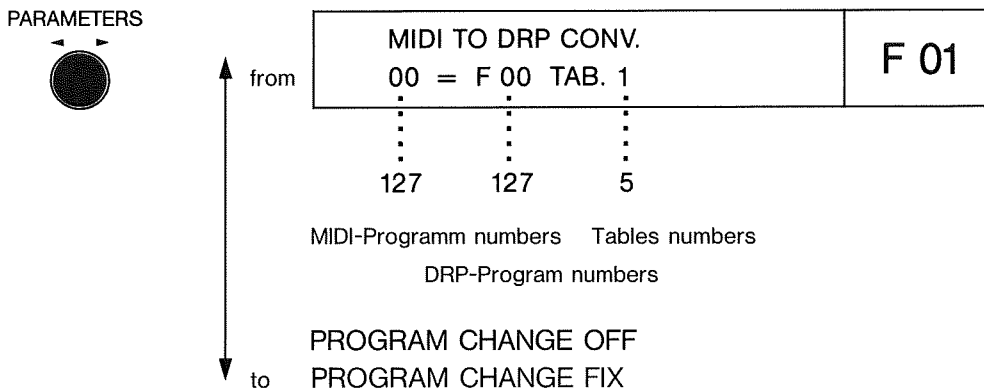 PARAMETERS
MIDI TO DRP CONV.
F 01
from
00 = F 00 TAB. 1
127 127 5
MIDI-Programm numbers Tables numbers
DRP-Program numbers
PROGRAM CHANGE OFF
to PROGRAM CHANGE FIX